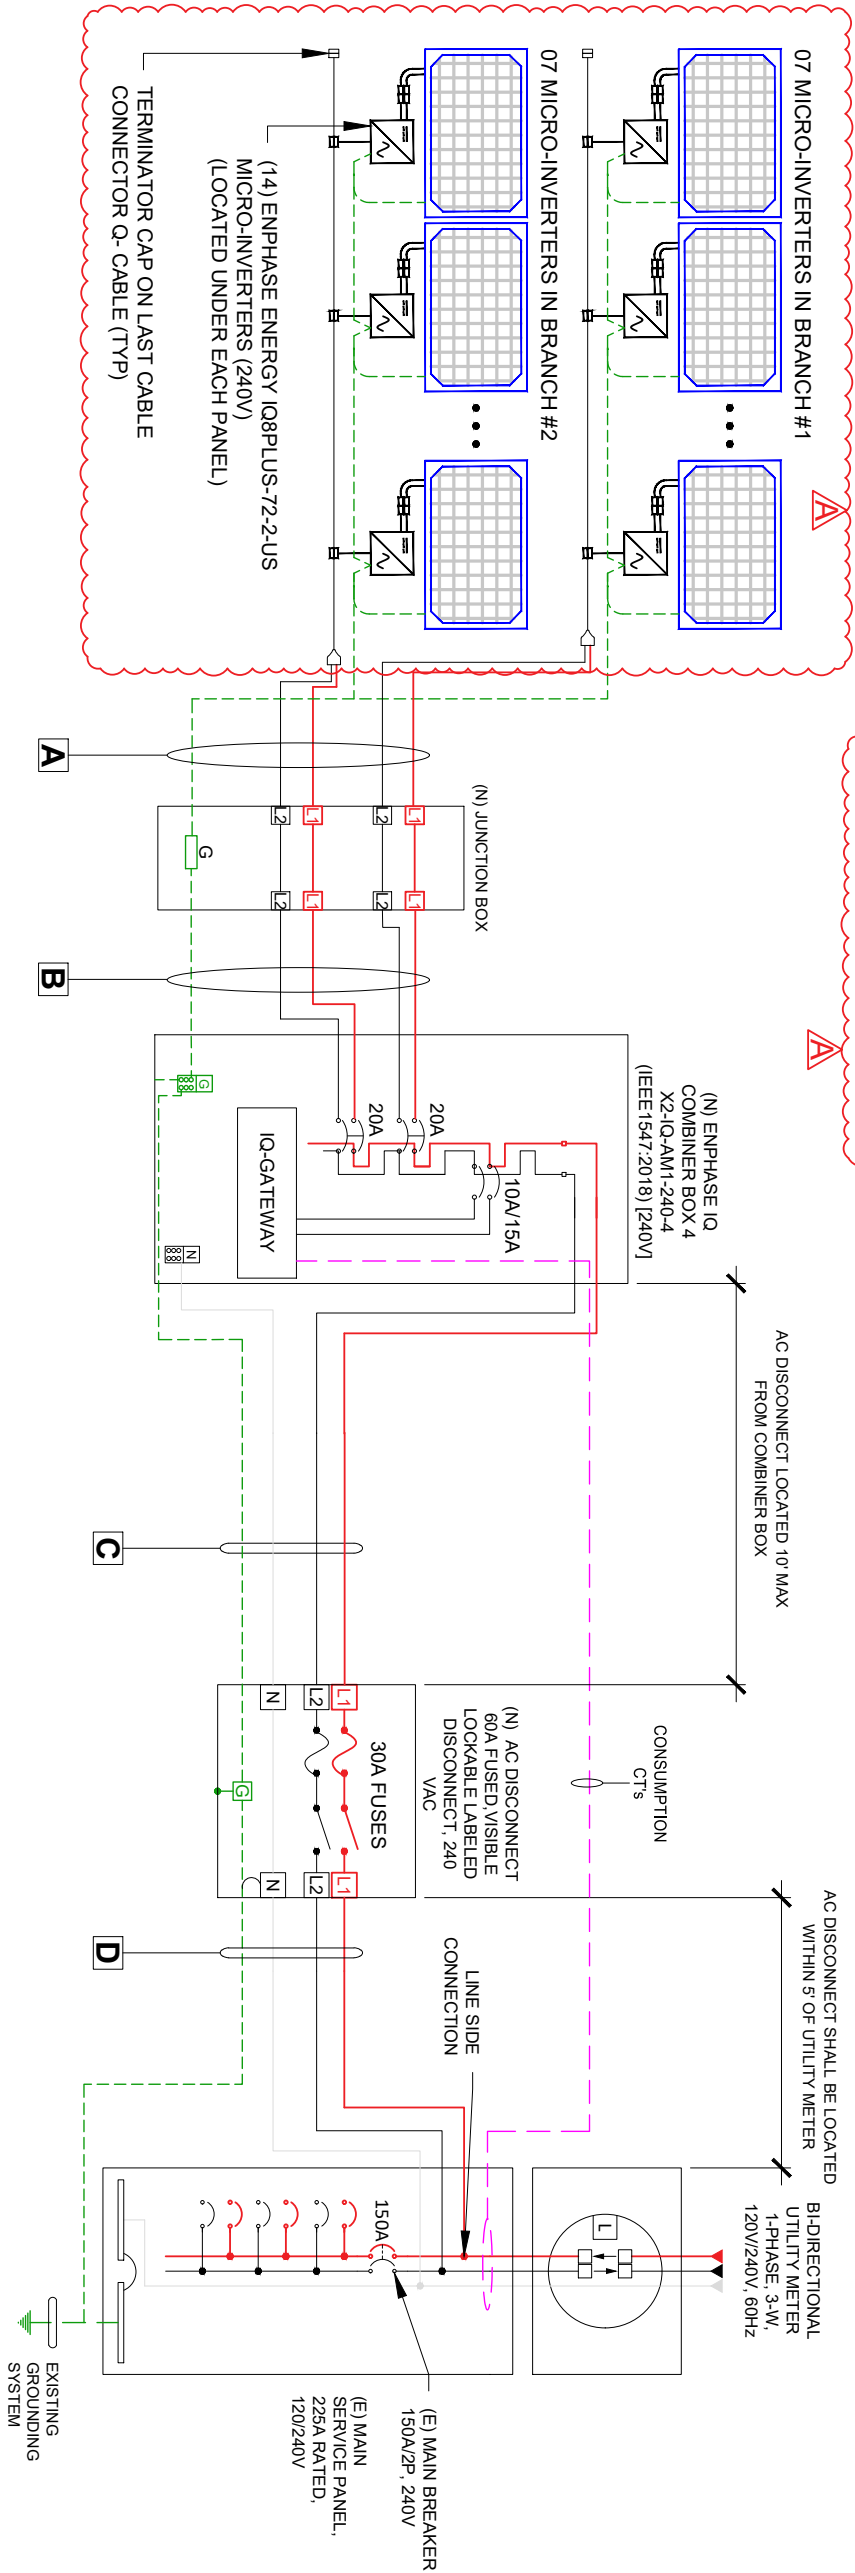 07 MICRO-INVERTERS IN BRANCH #1
A
07 MICRO-INVERTERS IN BRANCH #2
(14) ENPHASE ENERGY IQ8PLUS-72-2-US
MICRO-INVERTERS (240V)
(LOCATED UNDER EACH PANEL)
TERMINATOR CAP ON LAST CABLE
CONNECTOR Q- CABLE (TYP)
A
(N) JUNCTION BOX
L1
L1
L2
L2
L1
L1
L2
L2
G
B
A
(N) ENPHASE IQ
COMBINER BOX 4
X2-IQ-AM1-240-4
(IEEE1547:2018) [240V]
20A
20A
10A/15A
IQ-GATEWAY
G
N
AC DISCONNECT LOCATED 10' MAX
FROM COMBINER BOX
C
CONSUMPTION
CT's
(N) AC DISCONNECT
60A FUSED,VISIBLE
LOCKABLE LABELED
DISCONNECT, 240
VAC
30A FUSES
L1
L1
L2
L2
N
N
G
D
AC DISCONNECT SHALL BE LOCATED
WITHIN 5' OF UTILITY METER
LINE SIDE
CONNECTION
BI-DIRECTIONAL
UTILITY METER
1-PHASE, 3-W,
120V/240V, 60Hz
L
150A
(E) MAIN BREAKER
150A/2P, 240V
(E) MAIN
SERVICE PANEL,
225A RATED,
120/240V
EXISTING
GROUNDING
SYSTEM